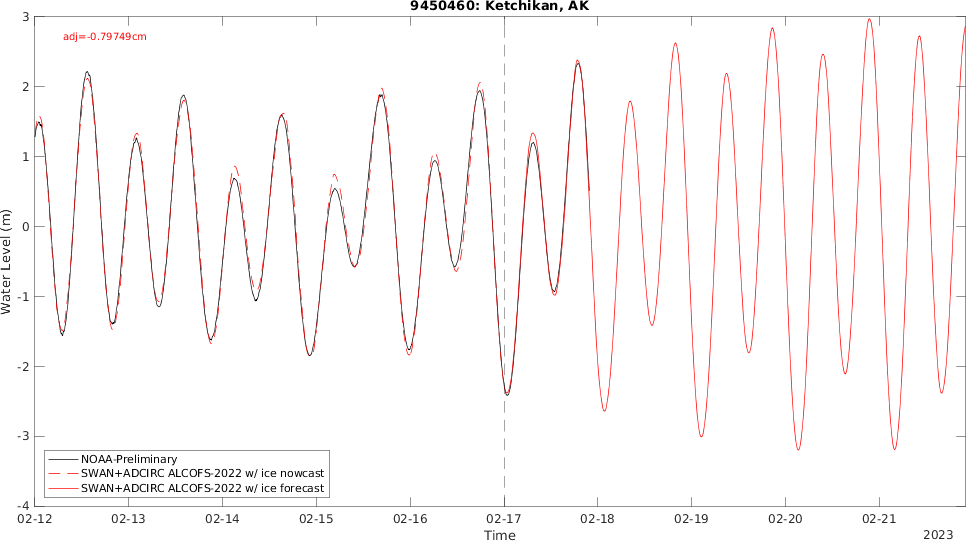 9450460: Ketchikan, AK
adj=-0.79749cm
Water Level (m)
3
2
1
0
-1
-2
-3
-4
NOAA-Preliminary
SWAN+ADCIRC ALCOFS-2022 w/ ice nowcast
SWAN+ADCIRC ALCOFS-2022 w/ ice forecast
02-12 02-13 02-14 02-15 02-16 02-17 02-18 02-19 02-20 02-21
Time
2023